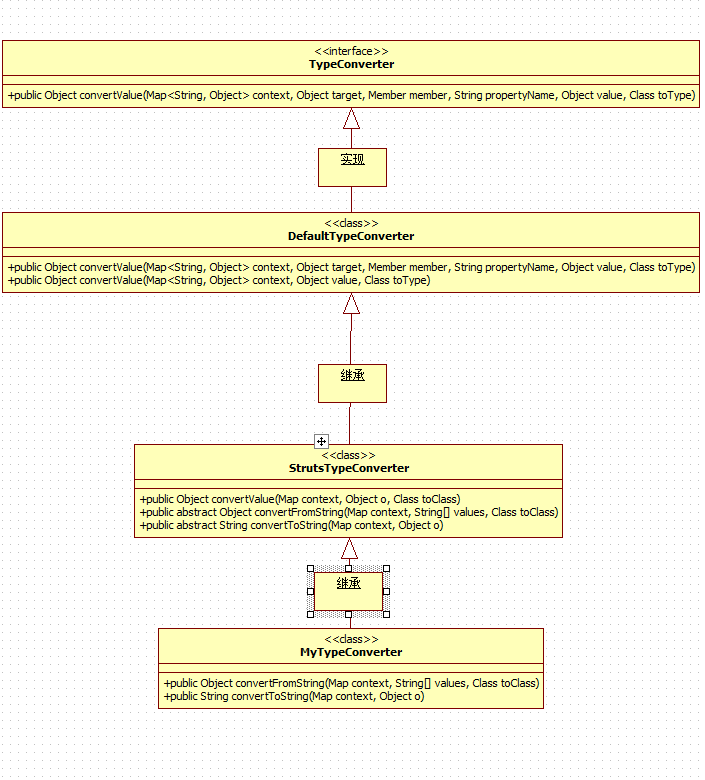 <<interface>>
TypeConverter
+public Object convertValue(Map<String, Object> context, Object target, Member member, String propertyName, Object value, Class toType)
实现
<<class>>
DefaultTypeConverter
+public Object convertValue(Map<String, Object> context, Object target, Member member, String propertyName, Object value, Class toType)
+public Object convertValue(Map<String, Object> context, Object value, Class toType)
继承
<<class>>
StrutsTypeConverter
+public Object convertValue(Map context, Object o, Class toClass)
+public abstract Object convertFromString(Map context, String[] values, Class toClass)
+public abstract String convertToString(Map context, Object o)
继承
<<class>>
MyTypeConverter
+public Object convertFromString(Map context, String[] values, Class toClass)
+public String convertToString(Map context, Object o)